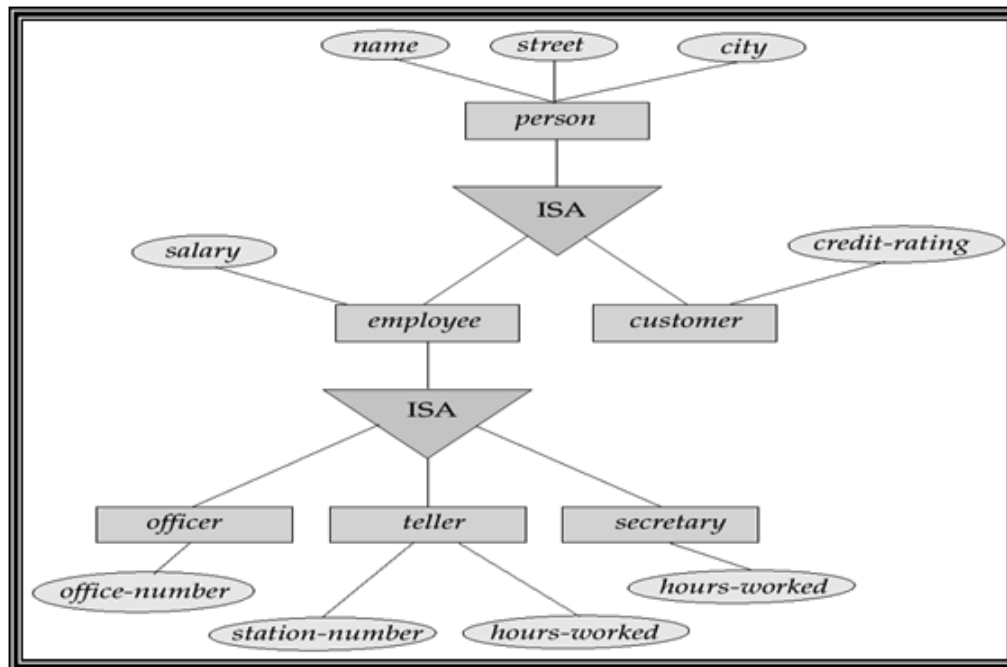 name
street
city
person
ISA
salary
credit-rating
employee
customer
ISA
officer
teller
secretary
office-number
hours-worked
station-number
hours-worked